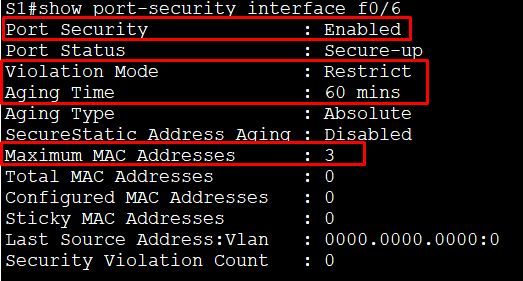 S1#show port-security interface f0/6
Port Security : Enabled
Port Status : Secure-up
Violation Mode : Restrict
Aging Time : 60 mins
Aging Type : Absolute
SecureStatic Address Aging : Disabled
Maximum MAC Addresses : 3
Total MAC Addresses : 0
Configured MAC Addresses : 0
Sticky MAC Addresses : 0
Last Source Address:Vlan : 0000.0000.0000:0
Security Violation Count : 0